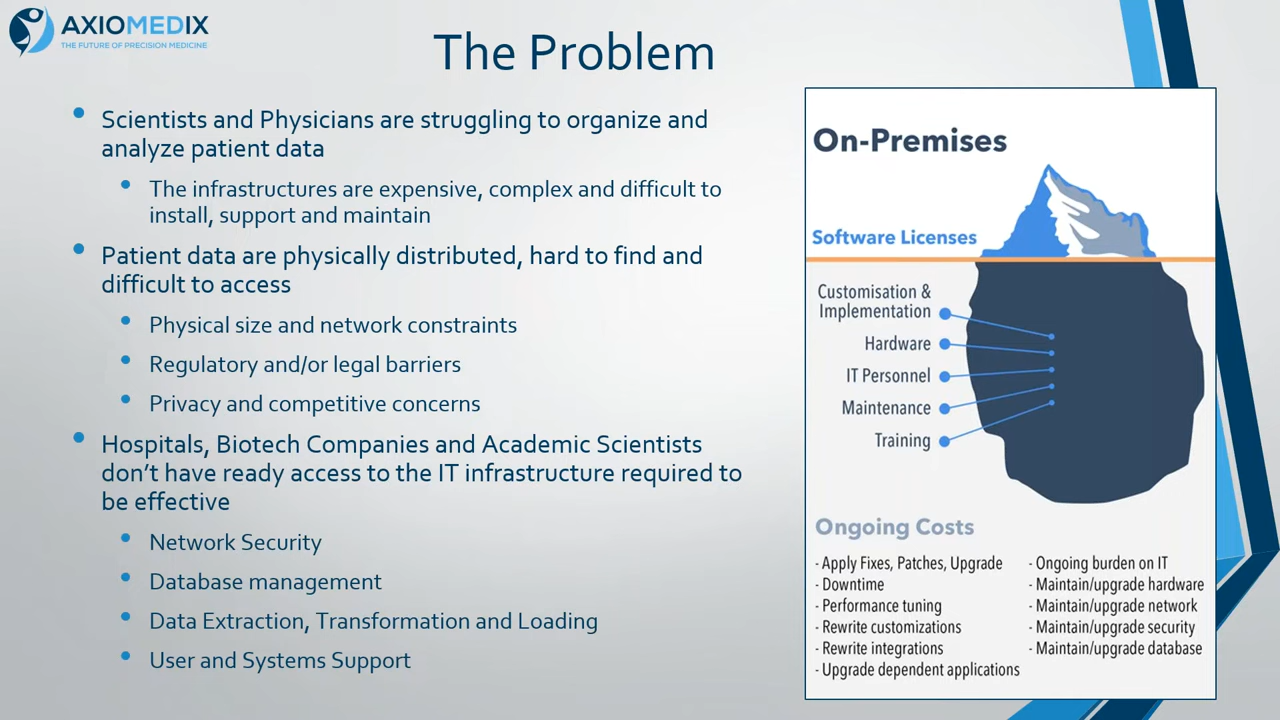 AXIOMEDIX
THE FUTURE OF PRECISION MEDICINE
The Problem
• Scientists and Physicians are struggling to organize and
analyze patient data
• The infrastructures are expensive, complex and difficult to
install, support and maintain
• Patient data are physically distributed, hard to find and
difficult to access
• Physical size and network constraints
• Regulatory and/or legal barriers
• Privacy and competitive concerns
• Hospitals, Biotech Companies and Academic Scientists
don’t have ready access to the IT infrastructure required to
be effective
• Network Security
• Database management
• Data Extraction, Transformation and Loading
• User and Systems Support
On-Premises
Software Licenses
Customisation &
Implementation
Hardware
IT Personnel
Maintenance
Training
Ongoing Costs
- Apply Fixes, Patches, Upgrade
- Downtime
- Performance tuning
- Rewrite customizations
- Rewrite integrations
- Upgrade dependent applications
- Ongoing burden on IT
- Maintain/upgrade hardware
- Maintain/upgrade network
- Maintain/upgrade security
- Maintain/upgrade database